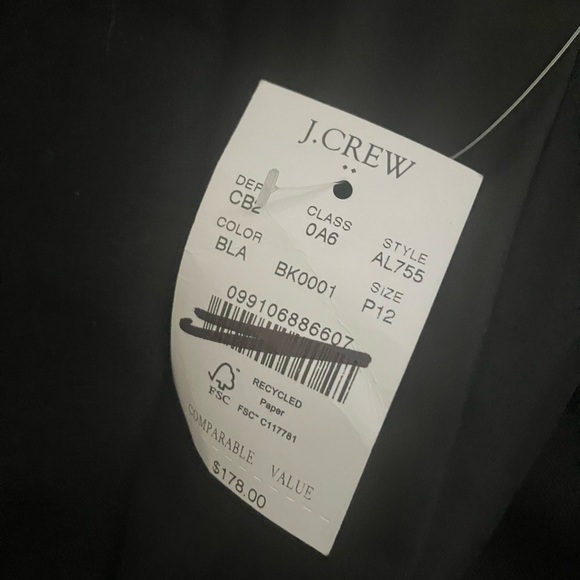 J.CREW
DEP CLASS STYLE
CB2 0A6 AL755
COLOR SIZE
BLA BK0001 P12
099106886607
FSC
RECYCLED
Paper
FSC™ C117781
COMPARABLE VALUE
$178.00